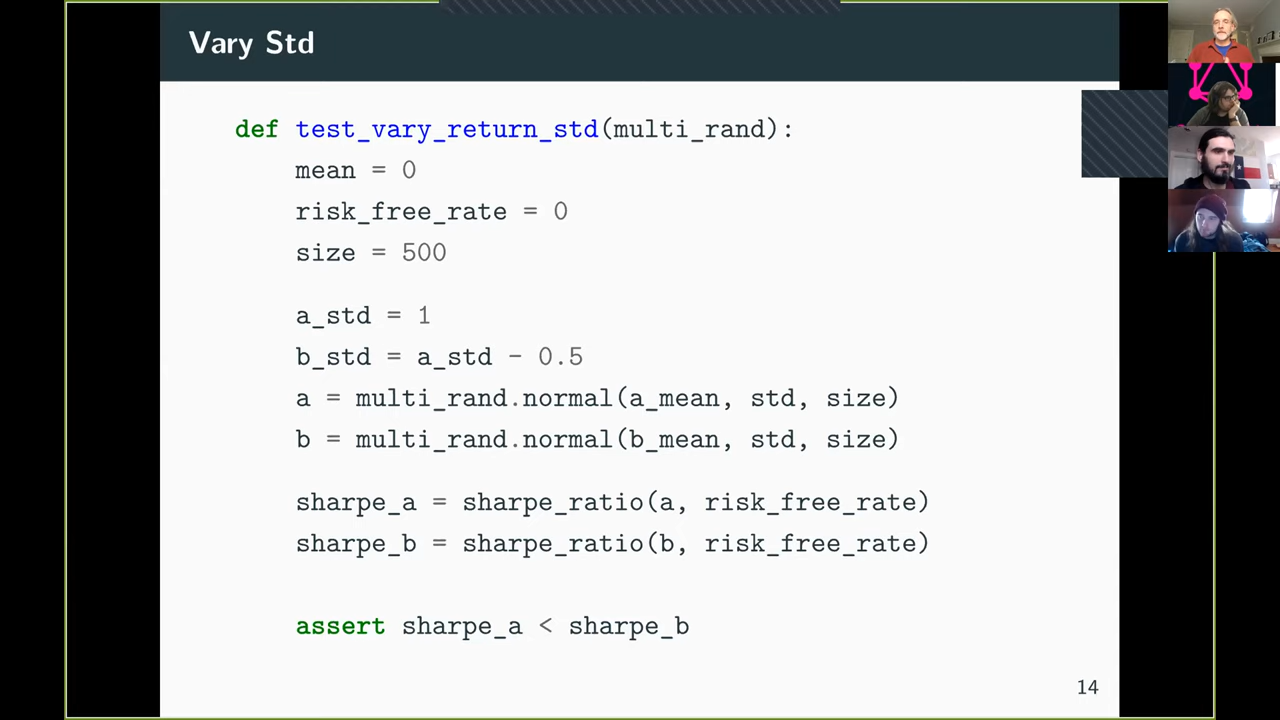 Vary Std
def test_vary_return_std(multi_rand):
mean = 0
risk_free_rate = 0
size = 500
a_std = 1
b_std = a_std - 0.5
a = multi_rand.normal(a_mean, std, size)
b = multi_rand.normal(b_mean, std, size)
sharpe_a = sharpe_ratio(a, risk_free_rate)
sharpe_b = sharpe_ratio(b, risk_free_rate)
assert sharpe_a < sharpe_b
14